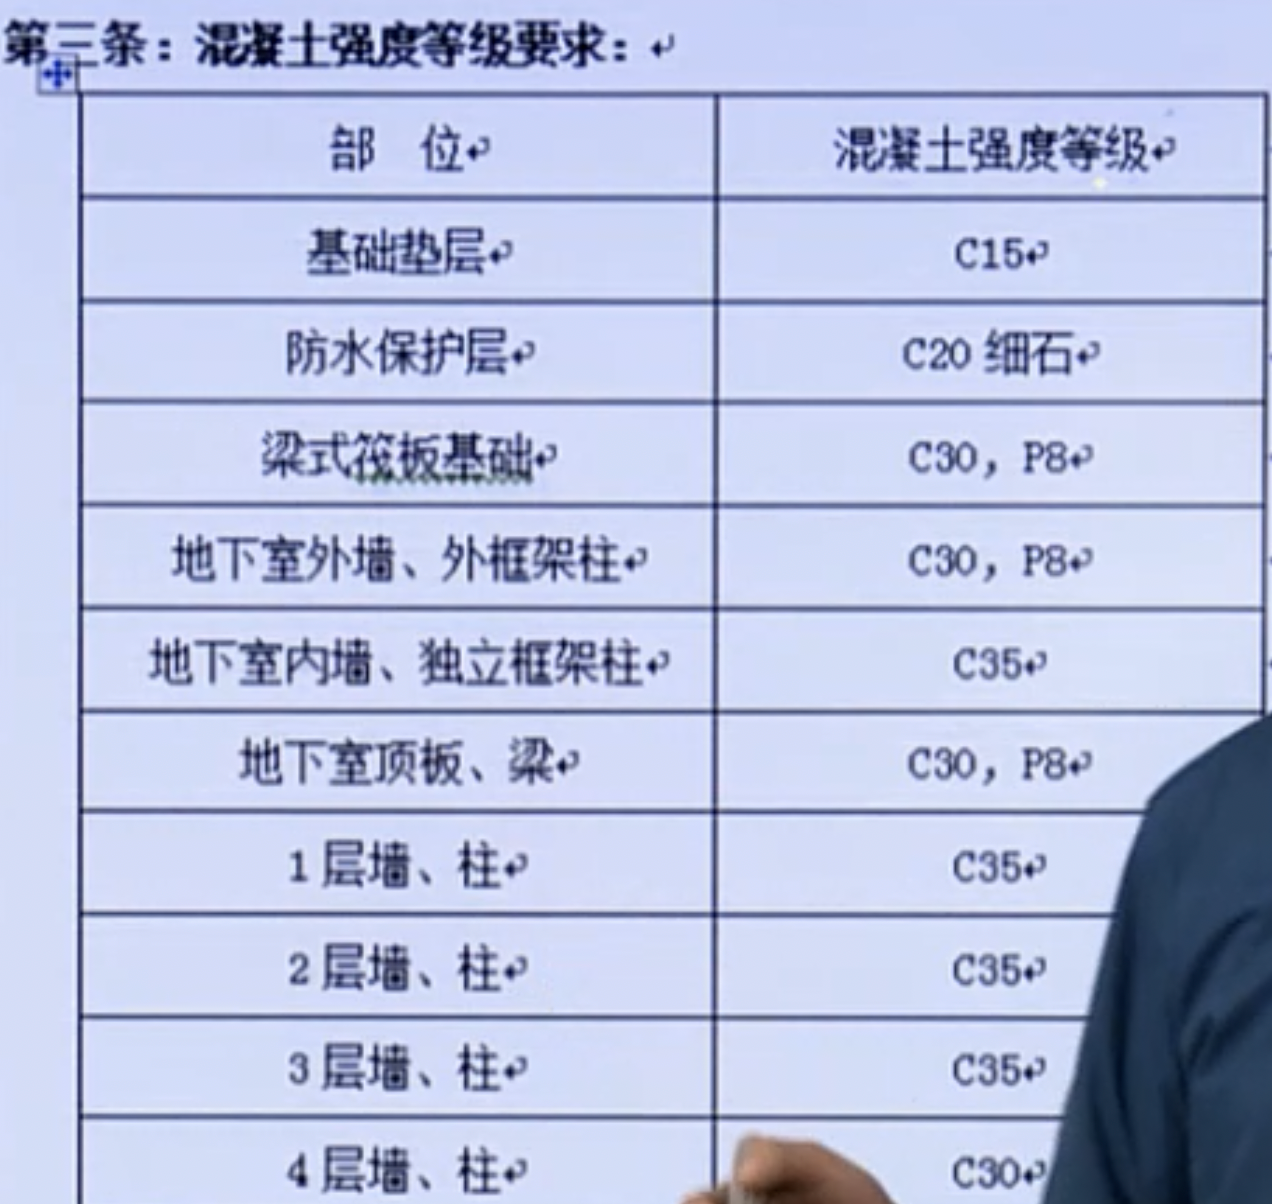 第三条：混凝土强度等级要求：
部 位 混凝土强度等级
基础垫层 C15
防水保护层 C20 细石
梁式筏板基础 C30，P8
地下室外墙、外框架柱 C30，P8
地下室内墙、独立框架柱 C35
地下室顶板、梁 C30，P8
1 层墙、柱 C35
2 层墙、柱 C35
3 层墙、柱 C35
4 层墙、柱 C30